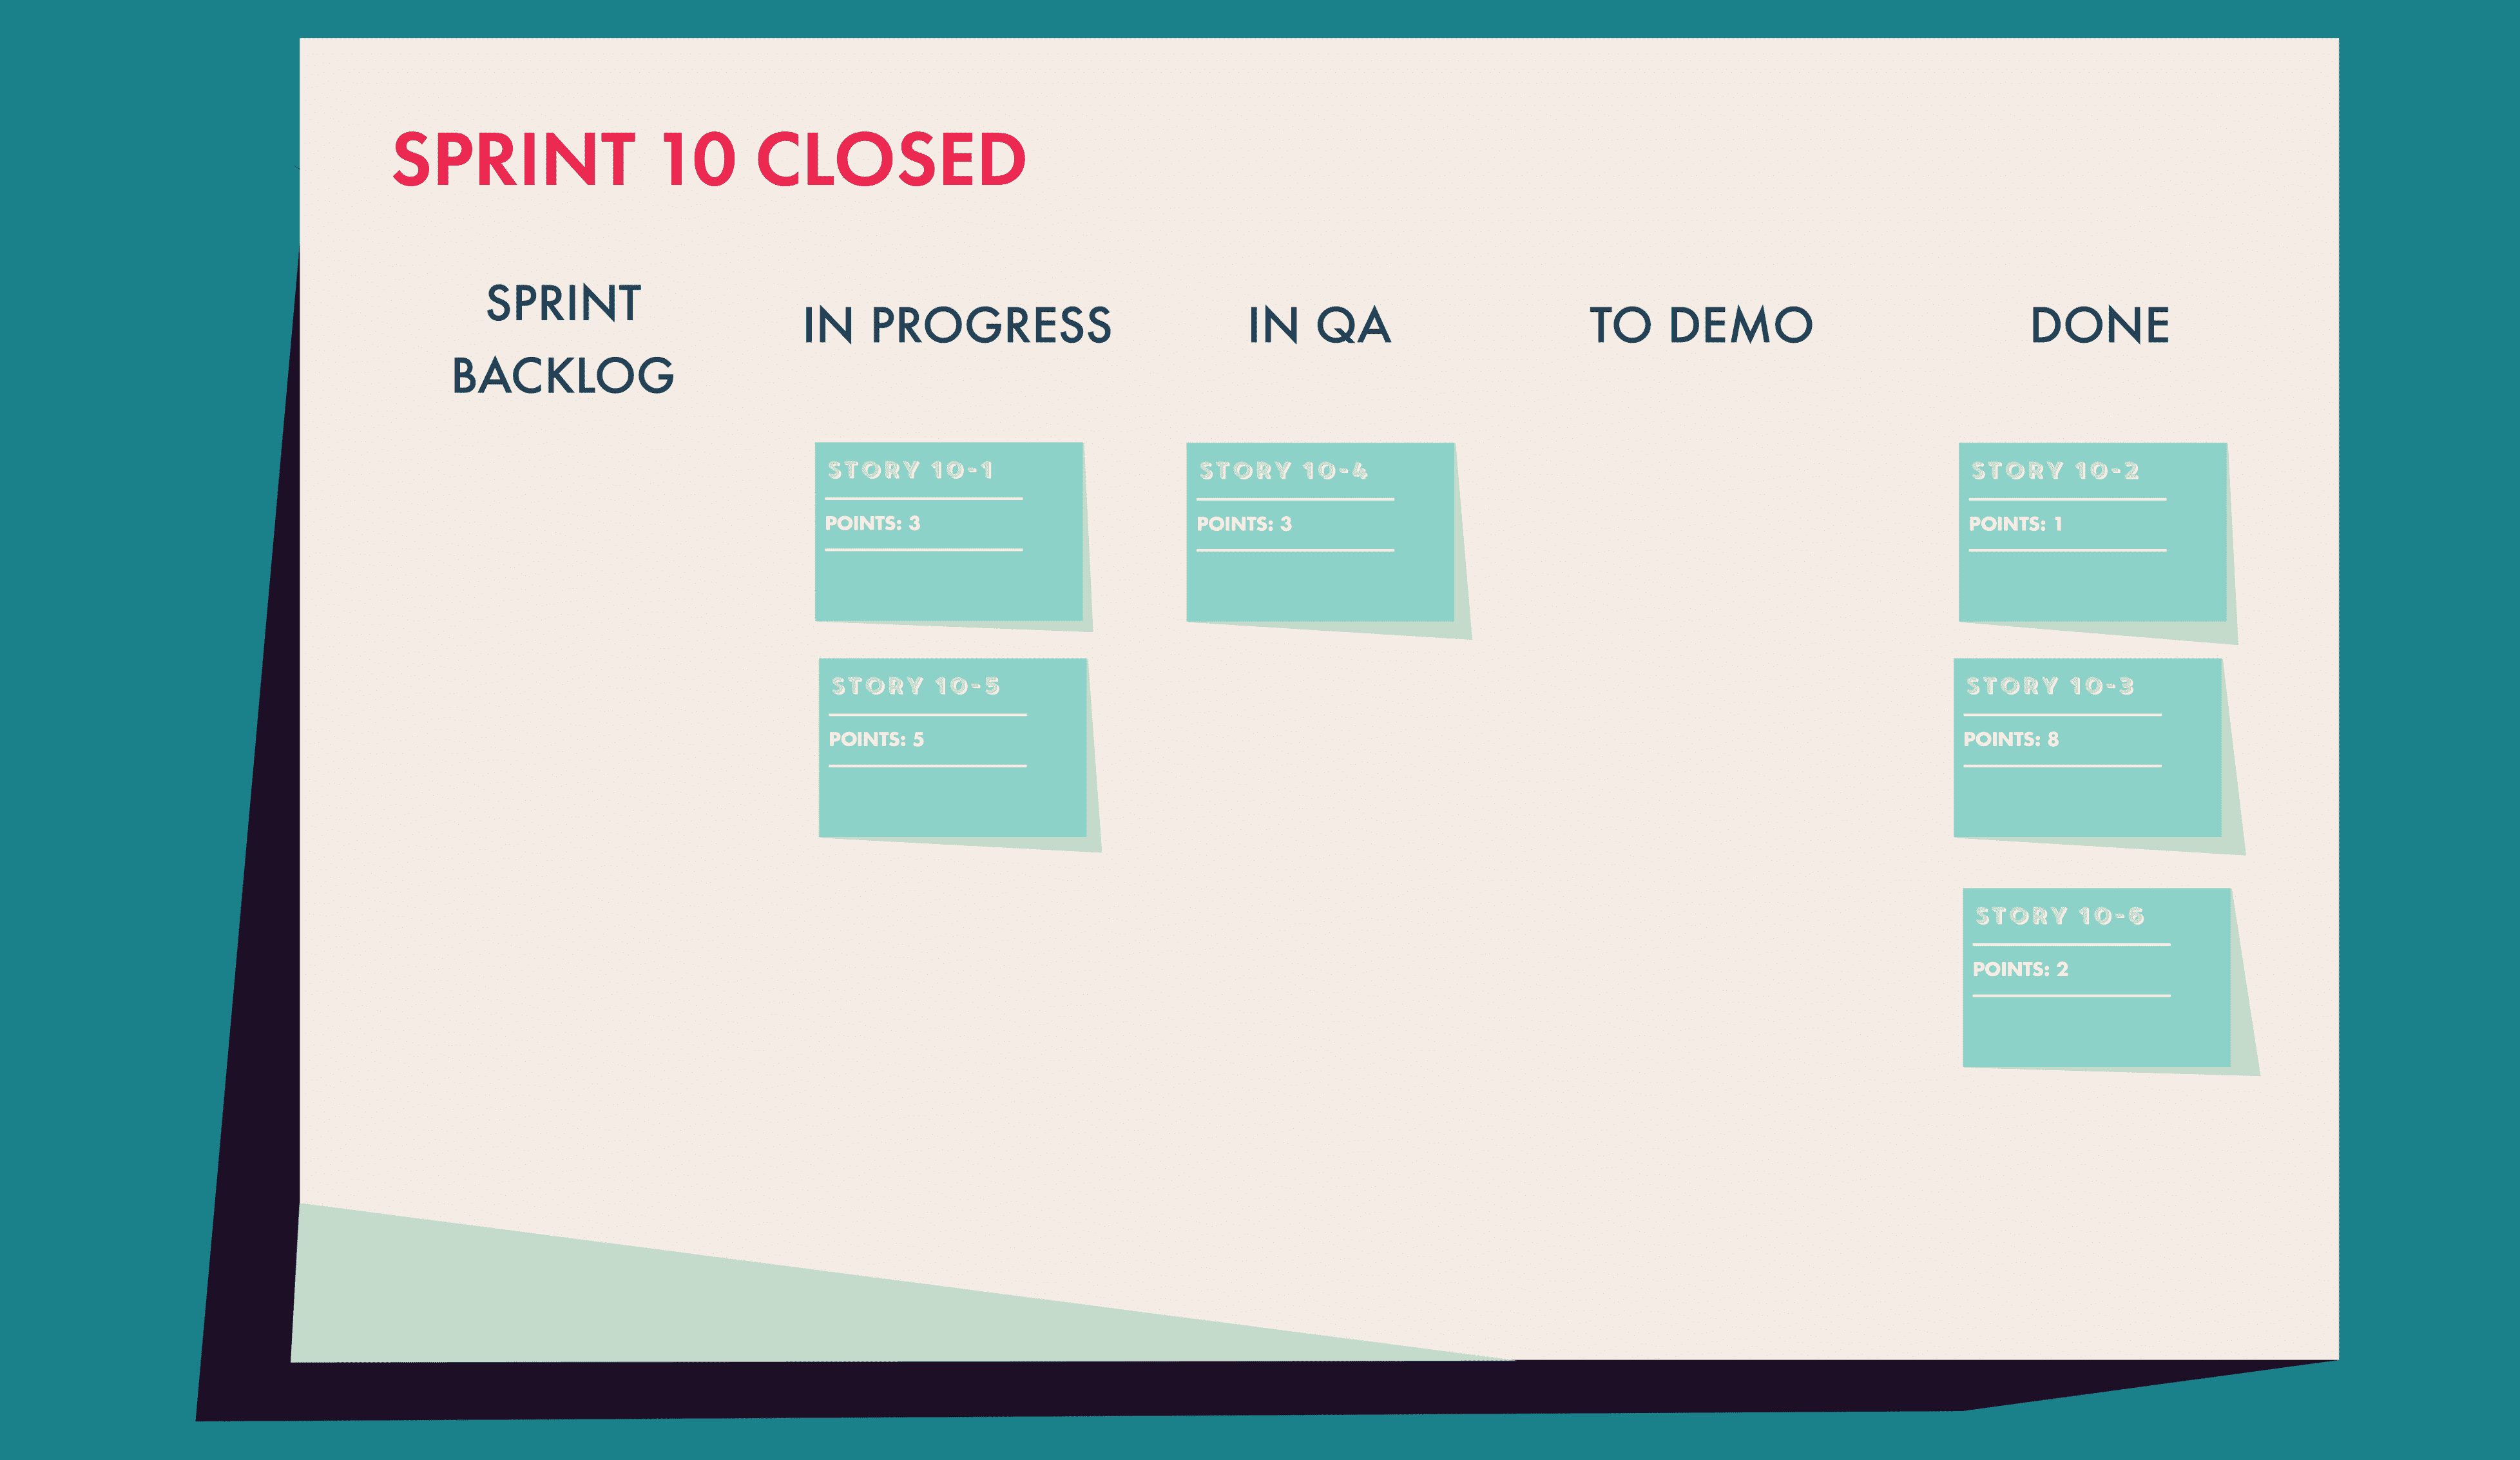 SPRINT 10 CLOSED
SPRINT
BACKLOG
IN PROGRESS
IN QA
TO DEMO
DONE
STORY 10-1
POINTS: 3
STORY 10-5
POINTS: 5
STORY 10-4
POINTS: 3
STORY 10-2
POINTS: 1
STORY 10-3
POINTS: 8
STORY 10-6
POINTS: 2